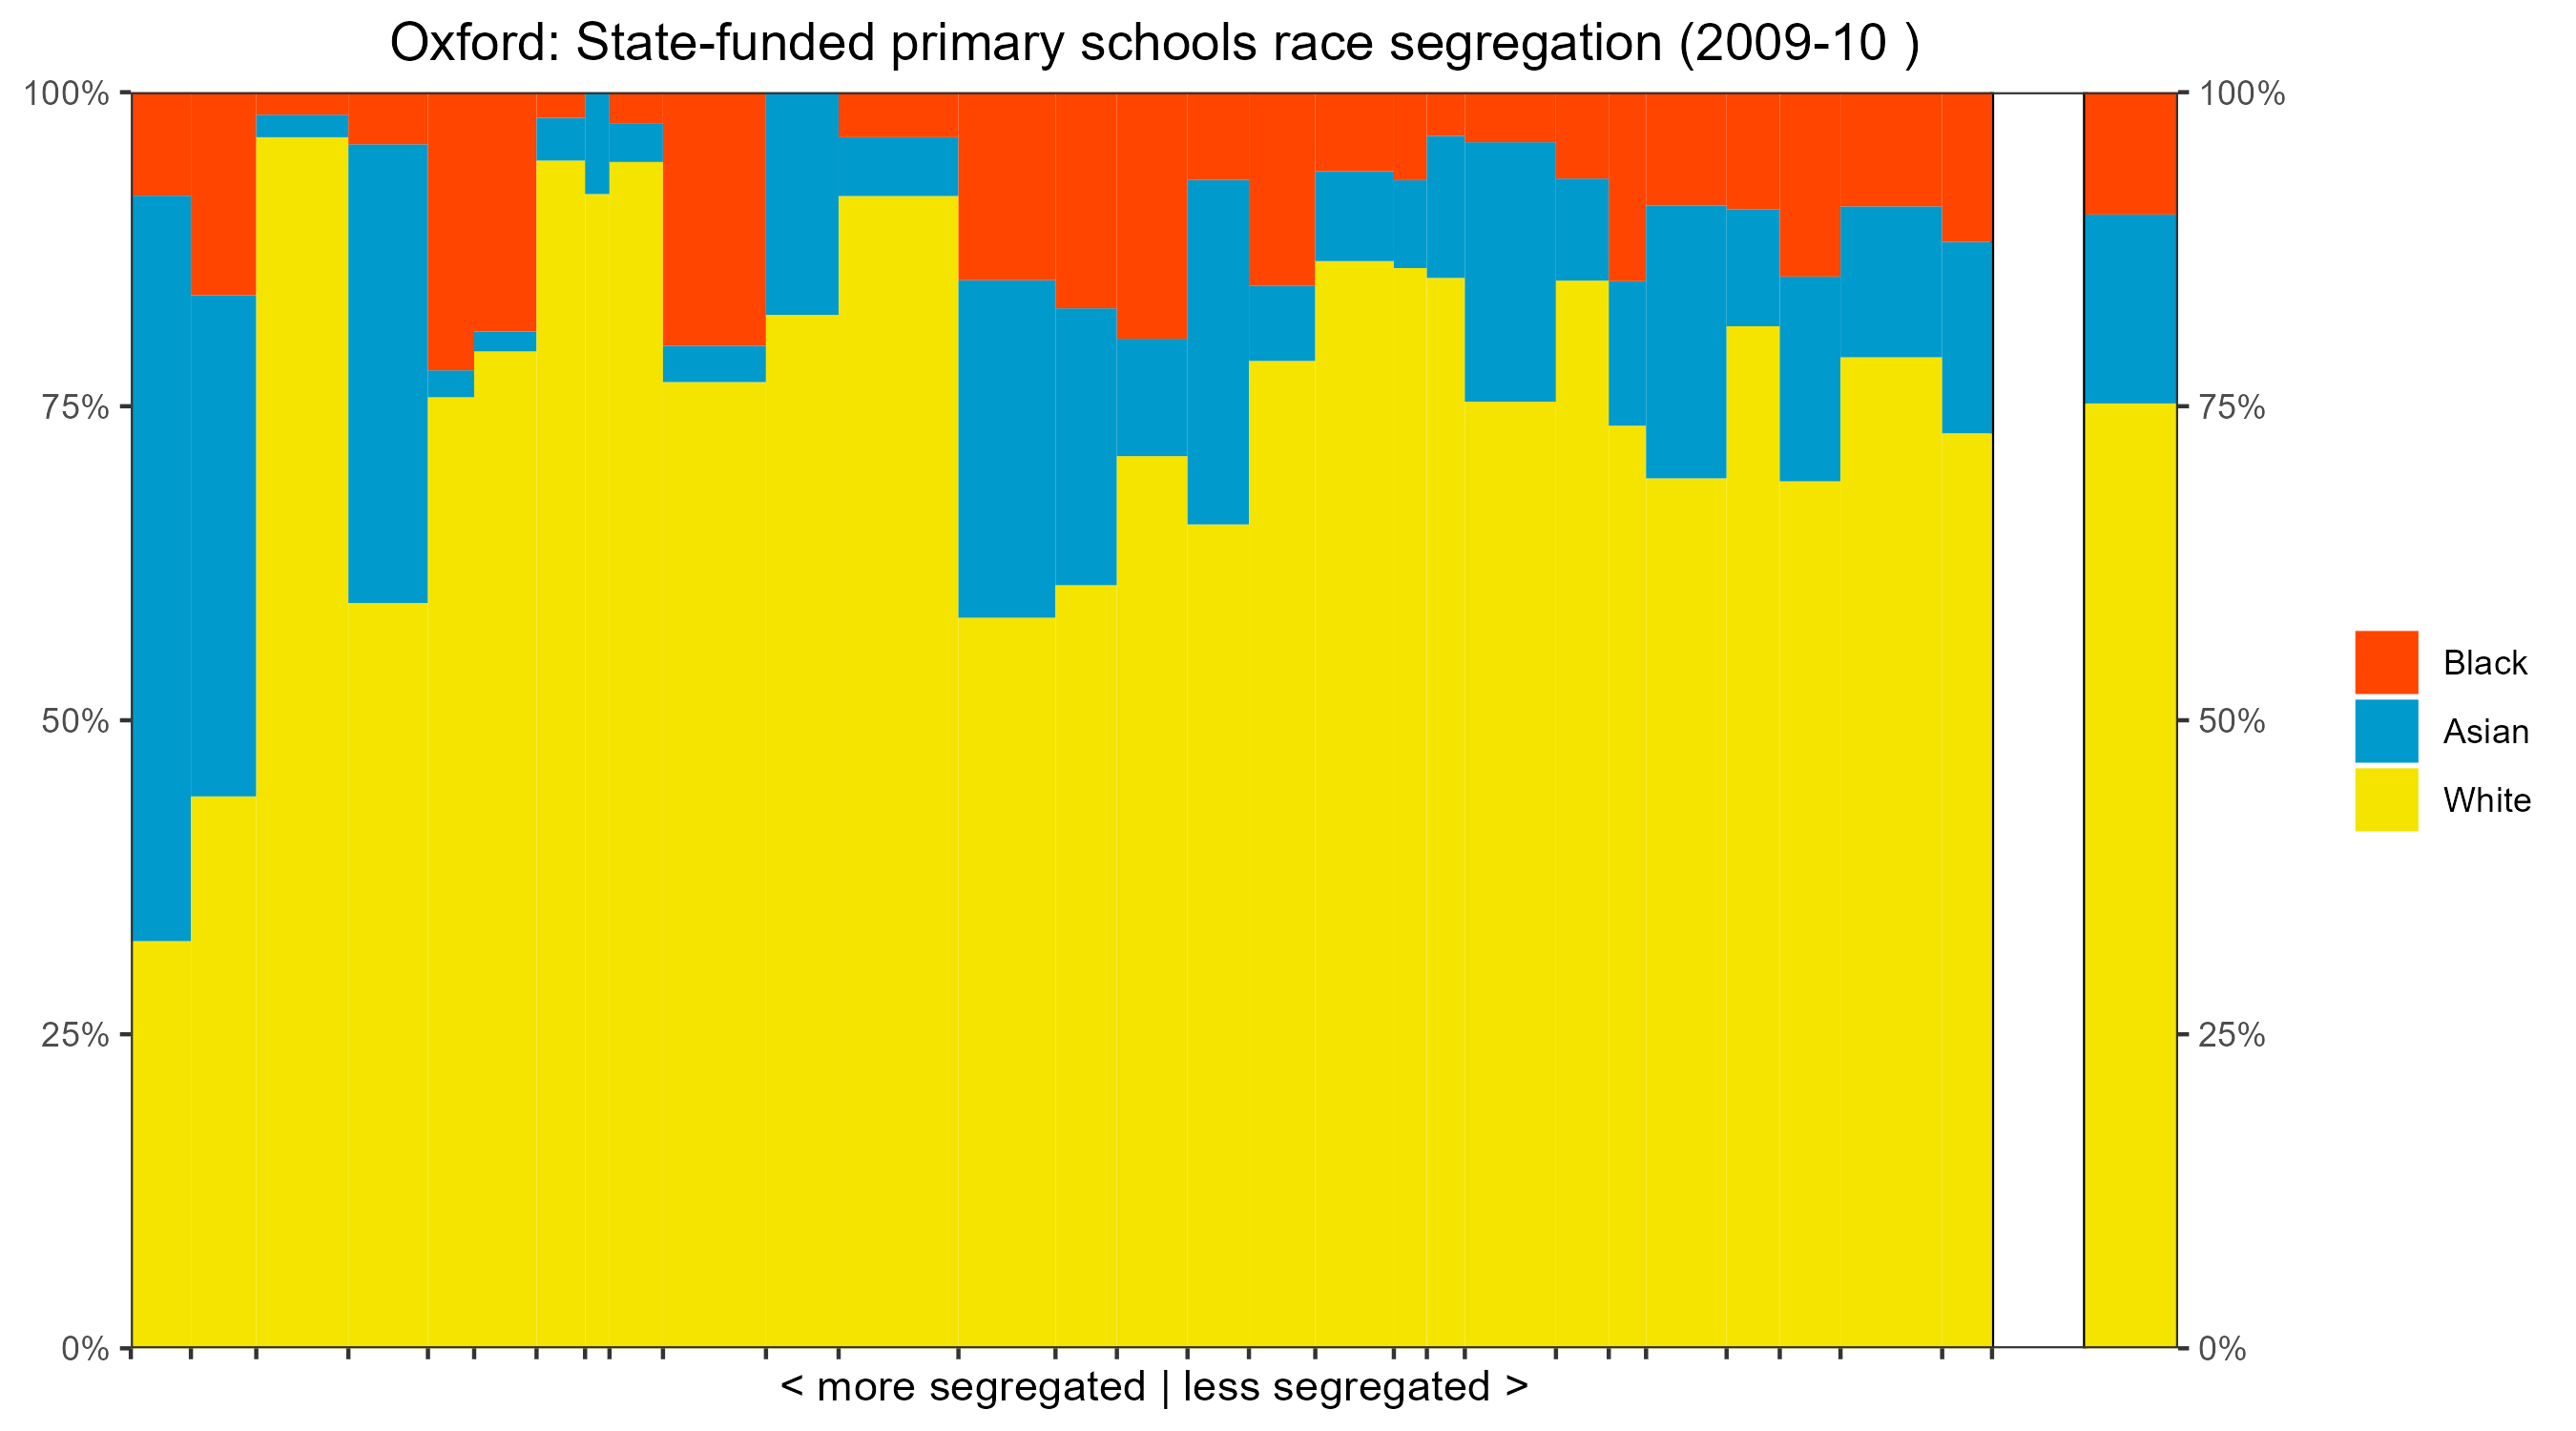 Oxford: State-funded primary schools race segregation (2009-10 )
100%
75%
50%
25%
0%
100%
75%
50%
25%
0%
Black
Asian
White
< more segregated | less segregated >